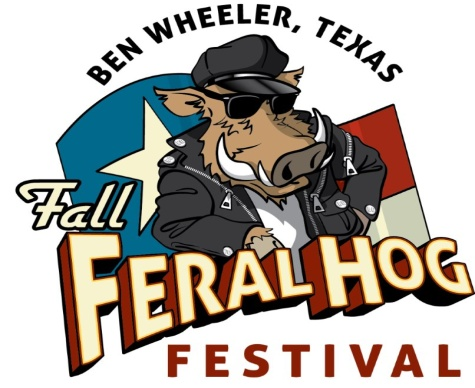 BEN WHEELER, TEXAS
Fall
FERAL HOG
FESTIVAL